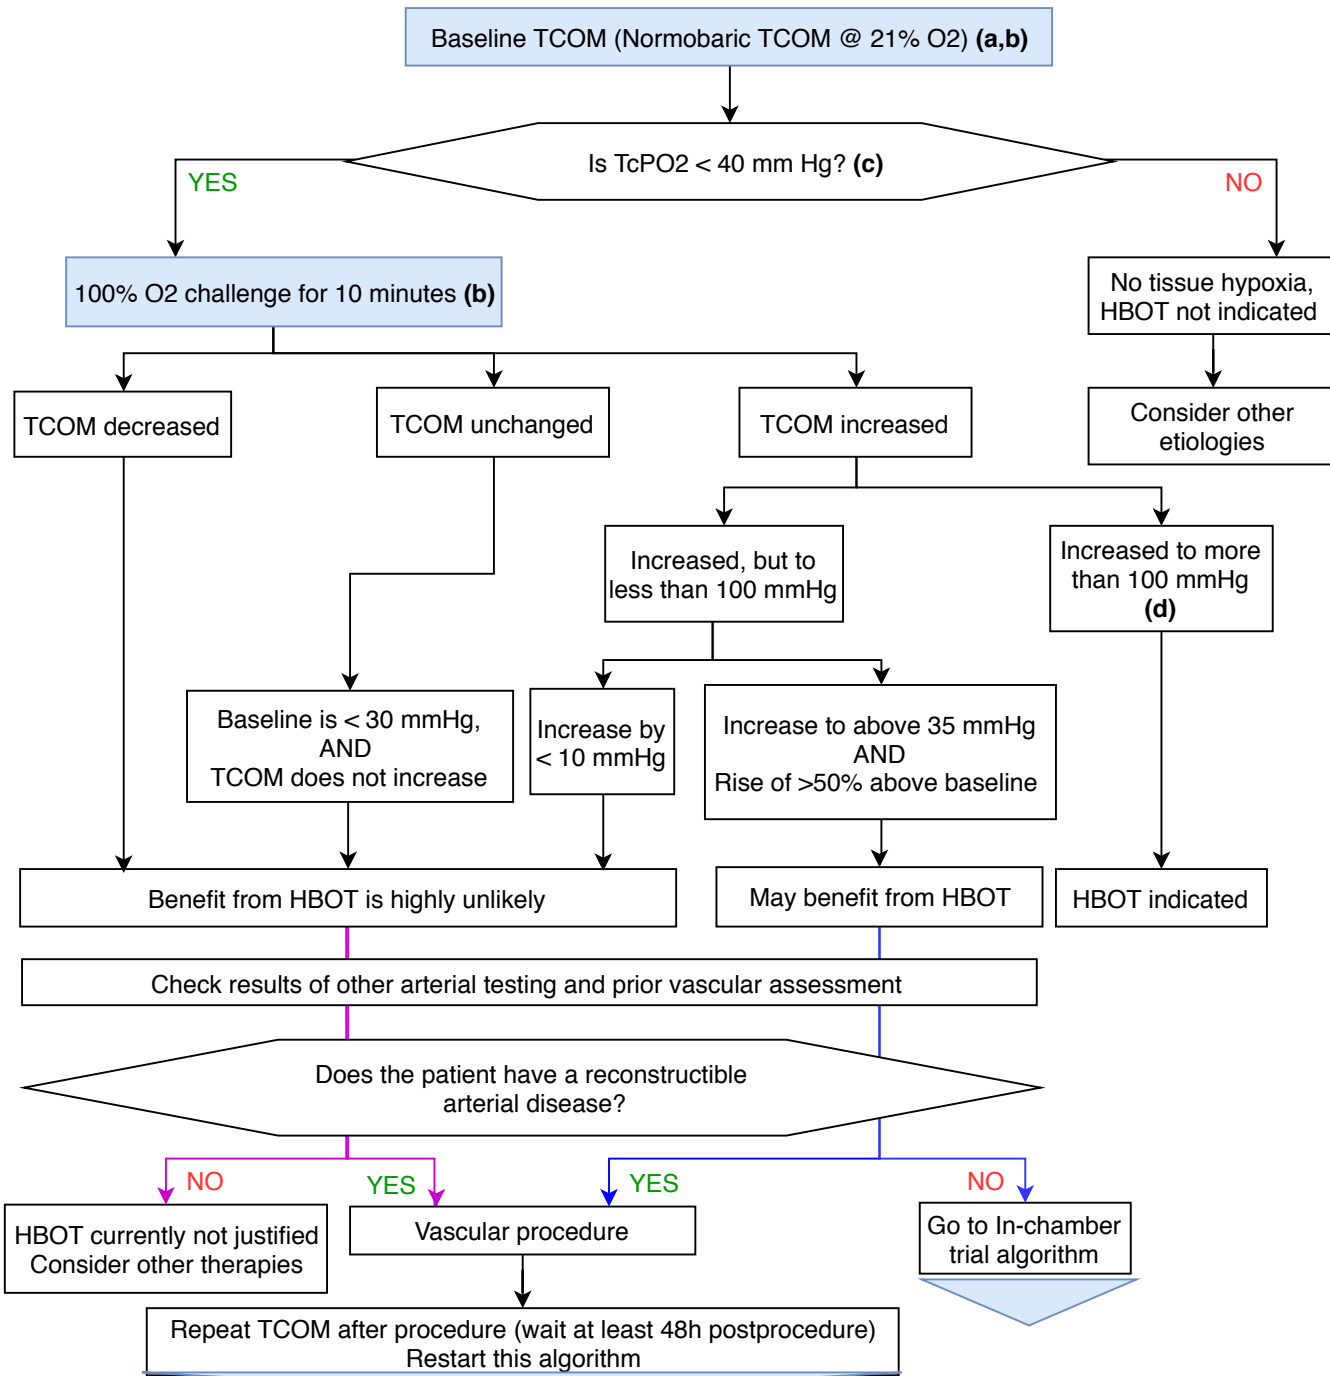 Baseline TCOM (Normobaric TCOM @ 21% O2) (a,b)
Is TcPO2 < 40 mm Hg? (c)
YES
NO
100% O2 challenge for 10 minutes (b)
No tissue hypoxia,
HBOT not indicated
TCOM decreased
TCOM unchanged
TCOM increased
Consider other
etiologies
Increased, but to
less than 100 mmHg
Increased to more
than 100 mmHg
(d)
Baseline is < 30 mmHg,
AND
TCOM does not increase
Increase by
< 10 mmHg
Increase to above 35 mmHg
AND
Rise of >50% above baseline
Benefit from HBOT is highly unlikely
May benefit from HBOT
HBOT indicated
Check results of other arterial testing and prior vascular assessment
Does the patient have a reconstructible
arterial disease?
NO
YES
YES
NO
HBOT currently not justified
Consider other therapies
Vascular procedure
Go to In-chamber
trial algorithm
Repeat TCOM after procedure (wait at least 48h postprocedure)
Restart this algorithm